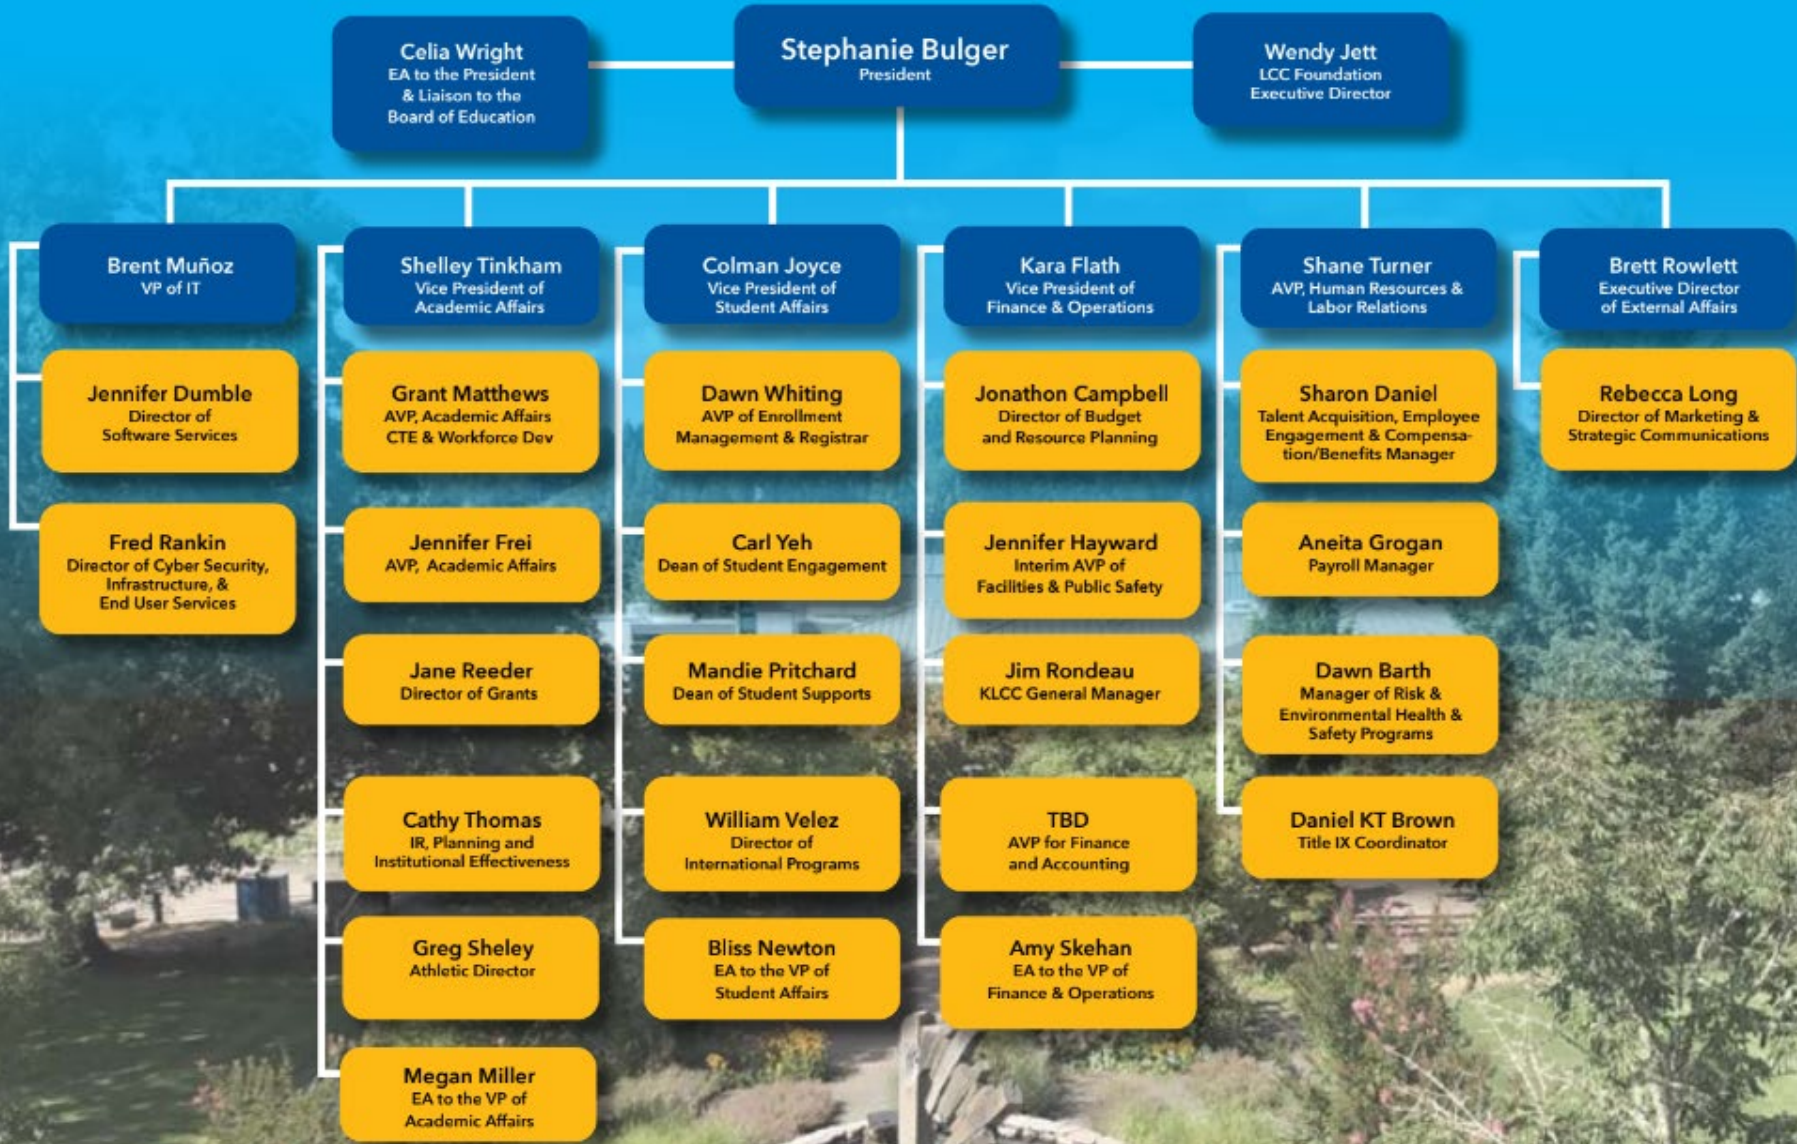 Celia Wright
EA to the President
& Liaison to the
Board of Education
Stephanie Bulger
President
Wendy Jett
LCC Foundation
Executive Director
Brent Muñoz
VP of IT
Jennifer Dumble
Director of
Software Services
Fred Rankin
Director of Cyber Security,
Infrastructure, &
End User Services
Shelley Tinkham
Vice President of
Academic Affairs
Grant Matthews
AVP, Academic Affairs
CTE & Workforce Dev
Jennifer Frei
AVP, Academic Affairs
Jane Reeder
Director of Grants
Cathy Thomas
IR, Planning and
Institutional Effectiveness
Greg Sheley
Athletic Director
Megan Miller
EA to the VP of
Academic Affairs
Colman Joyce
Vice President of
Student Affairs
Dawn Whiting
AVP of Enrollment
Management & Registrar
Carl Yeh
Dean of Student Engagement
Mandie Pritchard
Dean of Student Supports
William Velez
Director of
International Programs
Bliss Newton
EA to the VP of
Student Affairs
Kara Flath
Vice President of
Finance & Operations
Jonathon Campbell
Director of Budget
and Resource Planning
Jennifer Hayward
Interim AVP of
Facilities & Public Safety
Jim Rondeau
KLCC General Manager
TBD
AVP for Finance
and Accounting
Amy Skehan
EA to the VP of
Finance & Operations
Shane Turner
AVP, Human Resources &
Labor Relations
Sharon Daniel
Talent Acquisition, Employee
Engagement & Compensa-
tion/Benefits Manager
Aneita Grogan
Payroll Manager
Dawn Barth
Manager of Risk &
Environmental Health &
Safety Programs
Daniel KT Brown
Title IX Coordinator
Brett Rowlett
Executive Director
of External Affairs
Rebecca Long
Director of Marketing &
Strategic Communications